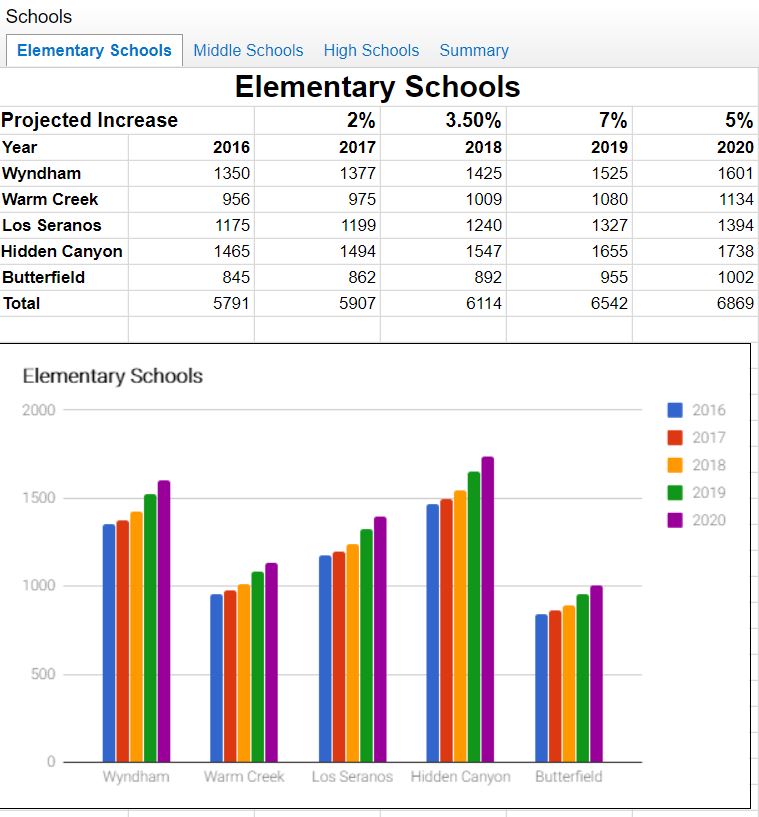 Schools
Elementary Schools Middle Schools High Schools Summary
Elementary Schools
Projected Increase 2% 3.50% 7% 5%
Year 2016 2017 2018 2019 2020
Wyndham 1350 1377 1425 1525 1601
Warm Creek 956 975 1009 1080 1134
Los Seranos 1175 1199 1240 1327 1394
Hidden Canyon 1465 1494 1547 1655 1738
Butterfield 845 862 892 955 1002
Total 5791 5907 6114 6542 6869
Elementary Schools
2000
1500
1000
500
0
Wyndham Warm Creek Los Seranos Hidden Canyon Butterfield
2016
2017
2018
2019
2020